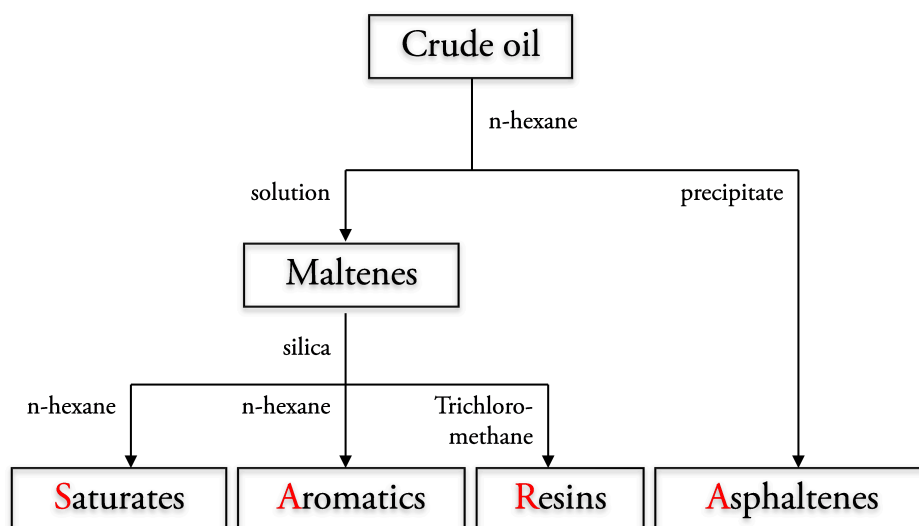 Crude oil
n-hexane
solution
precipitate
Maltenes
silica
n-hexane
n-hexane
Trichloro-
methane
Saturates
Aromatics
Resins
Asphaltenes